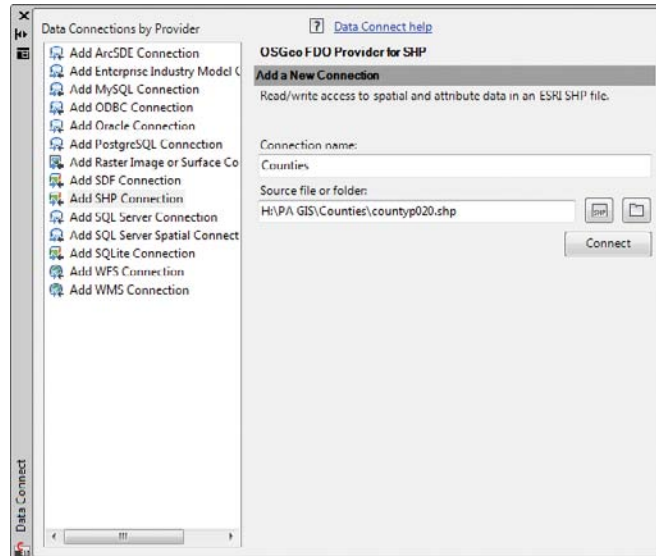 Data Connections by Provider
Add ArcSDE Connection
Add Enterprise Industry Model C
Add MySQL Connection
Add ODBC Connection
Add Oracle Connection
Add PostgreSQL Connection
Add Raster Image or Surface Co
Add SDF Connection
Add SHP Connection
Add SQL Server Connection
Add SQL Server Spatial Connect
Add SQLite Connection
Add WFS Connection
Add WMS Connection
? Data Connect help
OSGeo FDO Provider for SHP
Add a New Connection
Read/write access to spatial and attribute data in an ESRI SHP file.
Connection name:
Counties
Source file or folder:
H:\PA GIS\Counties\countyp020.shp
SHP
Connect
Data Connect